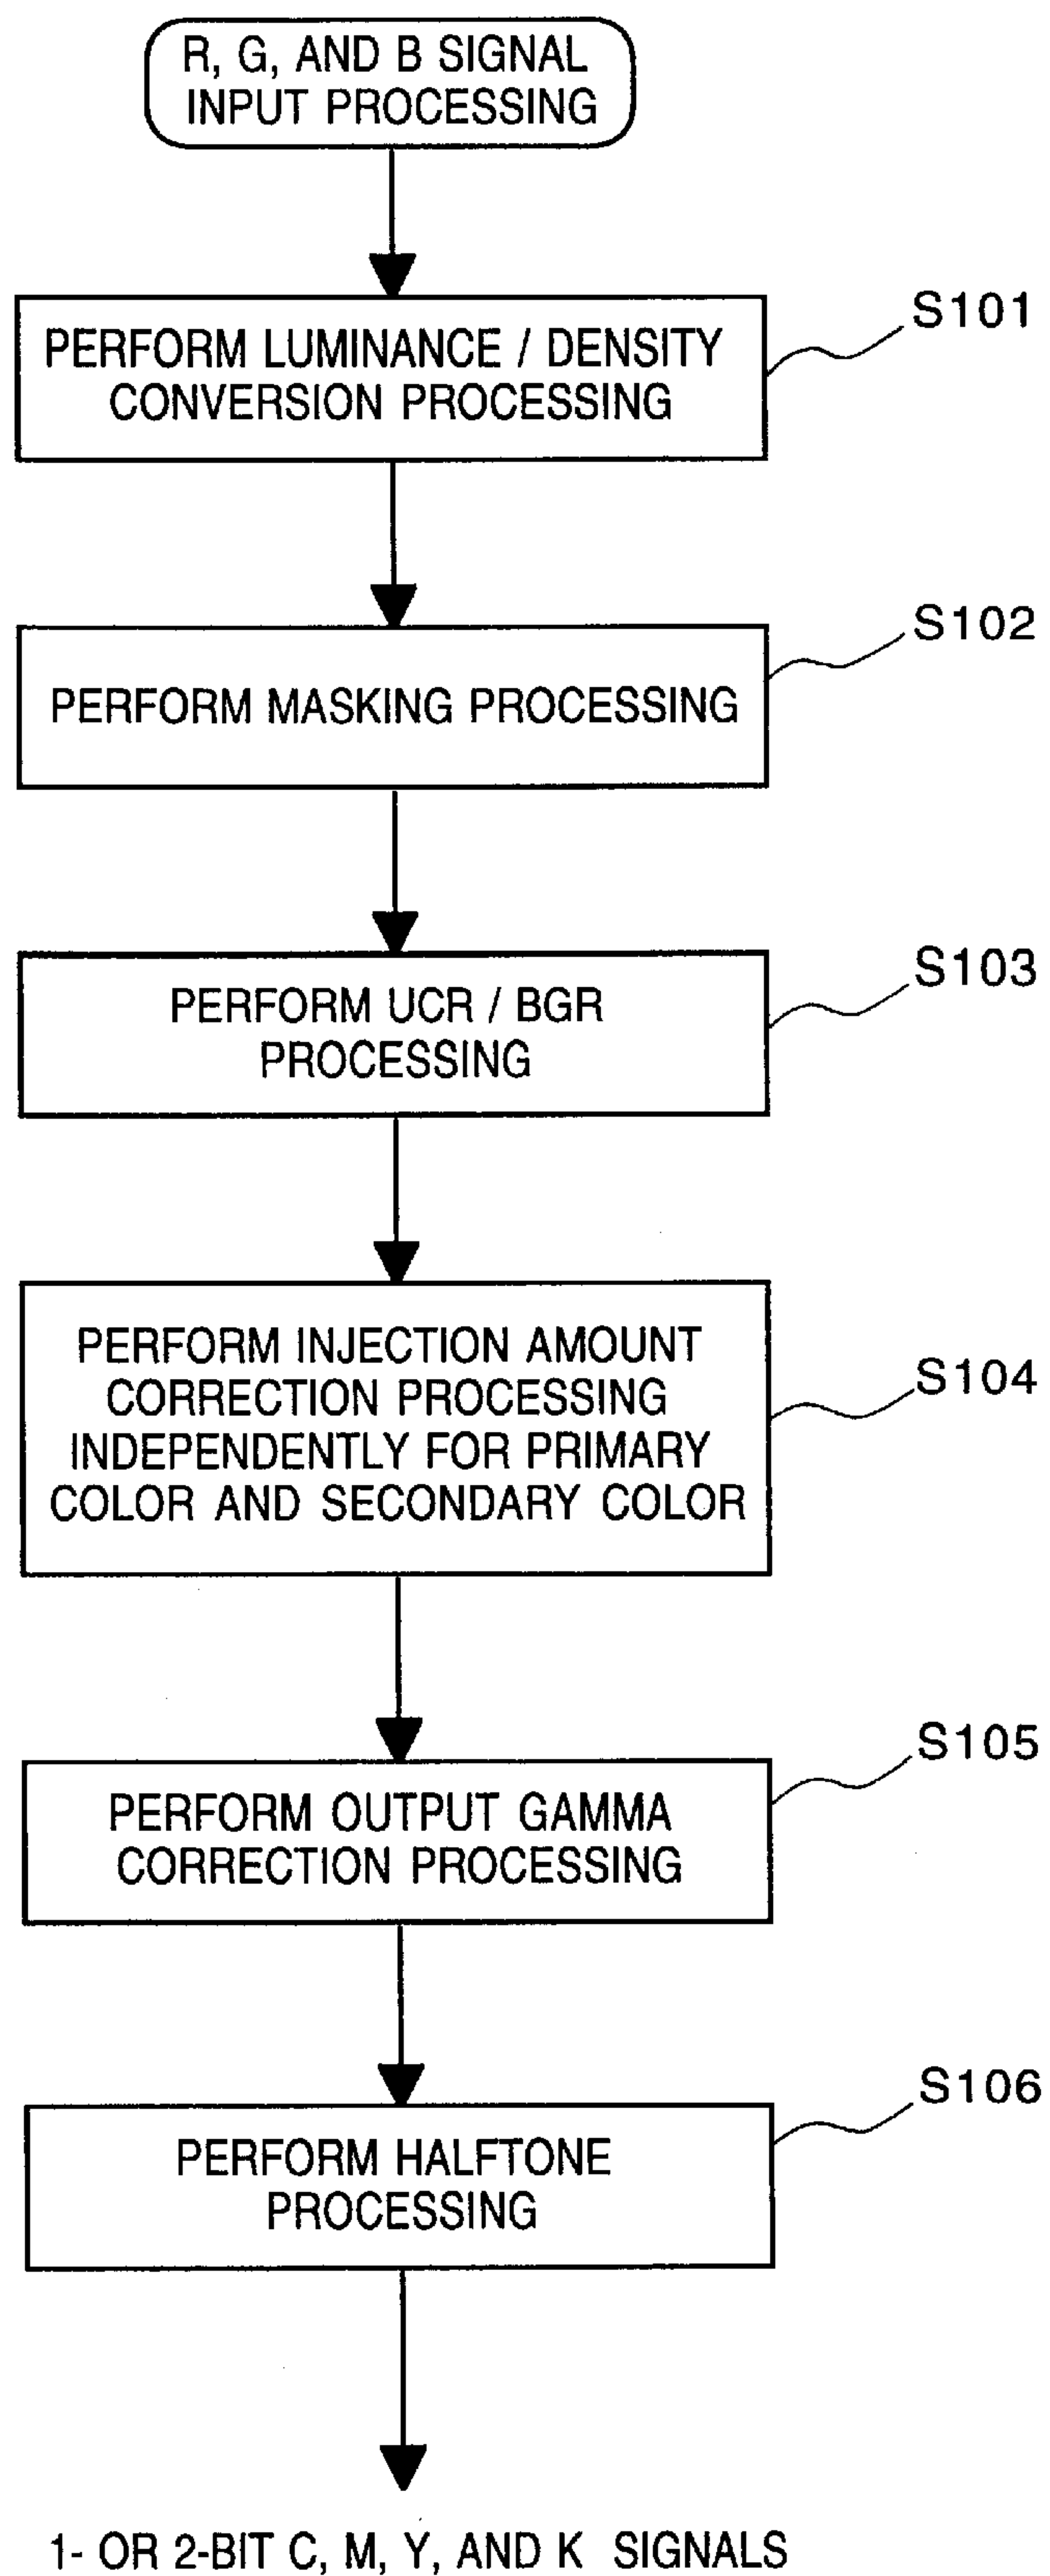 R, G, AND B SIGNAL
INPUT PROCESSING
S101
PERFORM LUMINANCE / DENSITY
CONVERSION PROCESSING
S102
PERFORM MASKING PROCESSING
S103
PERFORM UCR / BGR
PROCESSING
PERFORM INJECTION AMOUNT
CORRECTION PROCESSING
INDEPENDENTLY FOR PRIMARY
COLOR AND SECONDARY COLOR
S104
S105
PERFORM OUTPUT GAMMA
CORRECTION PROCESSING
S106
PERFORM HALFTONE
PROCESSING
1- OR 2-BIT C, M, Y, AND K SIGNALS